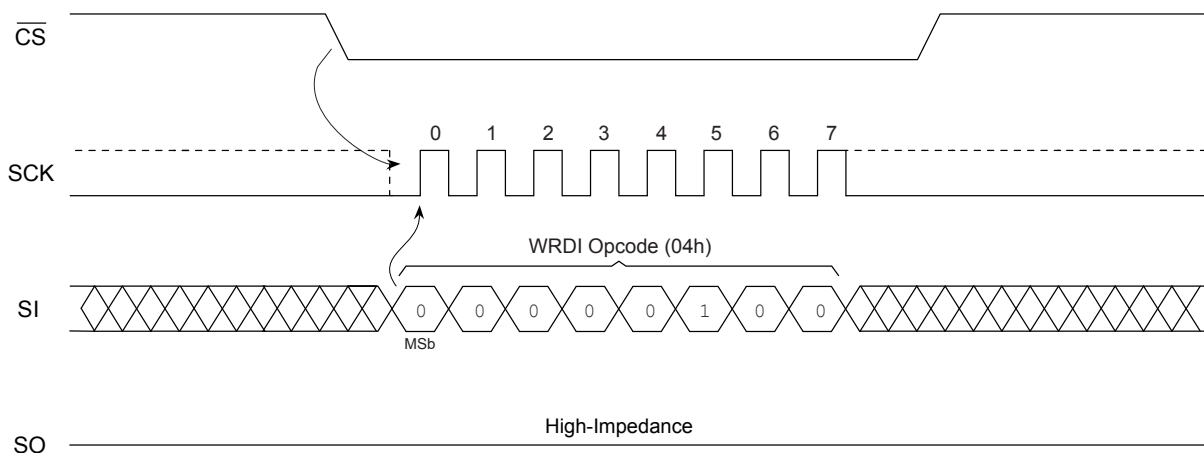 CS
0 1 2 3 4 5 6 7
SCK
WRDI Opcode (04h)
SI
0 0 0 0 0 1 0 0
MSb
High-Impedance
SO